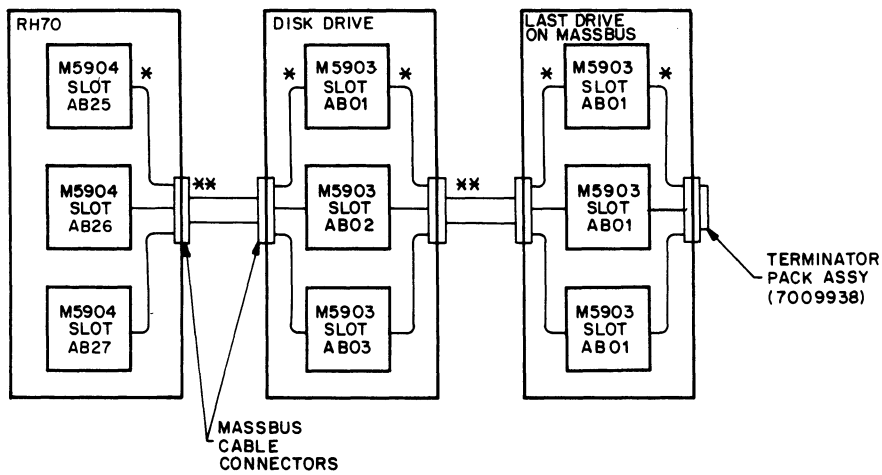 RH70
M5904
SLOT
AB25
*
M5904
SLOT
AB26
M5904
SLOT
AB27
**
DISK DRIVE
*
M5903
SLOT
AB01
*
M5903
SLOT
AB02
M5903
SLOT
AB03
**
LAST DRIVE
ON MASSBUS
*
M5903
SLOT
AB01
*
M5903
SLOT
AB01
M5903
SLOT
AB01
TERMINATOR
PACK ASSY
(7009938)
MASSBUS
CABLE
CONNECTORS